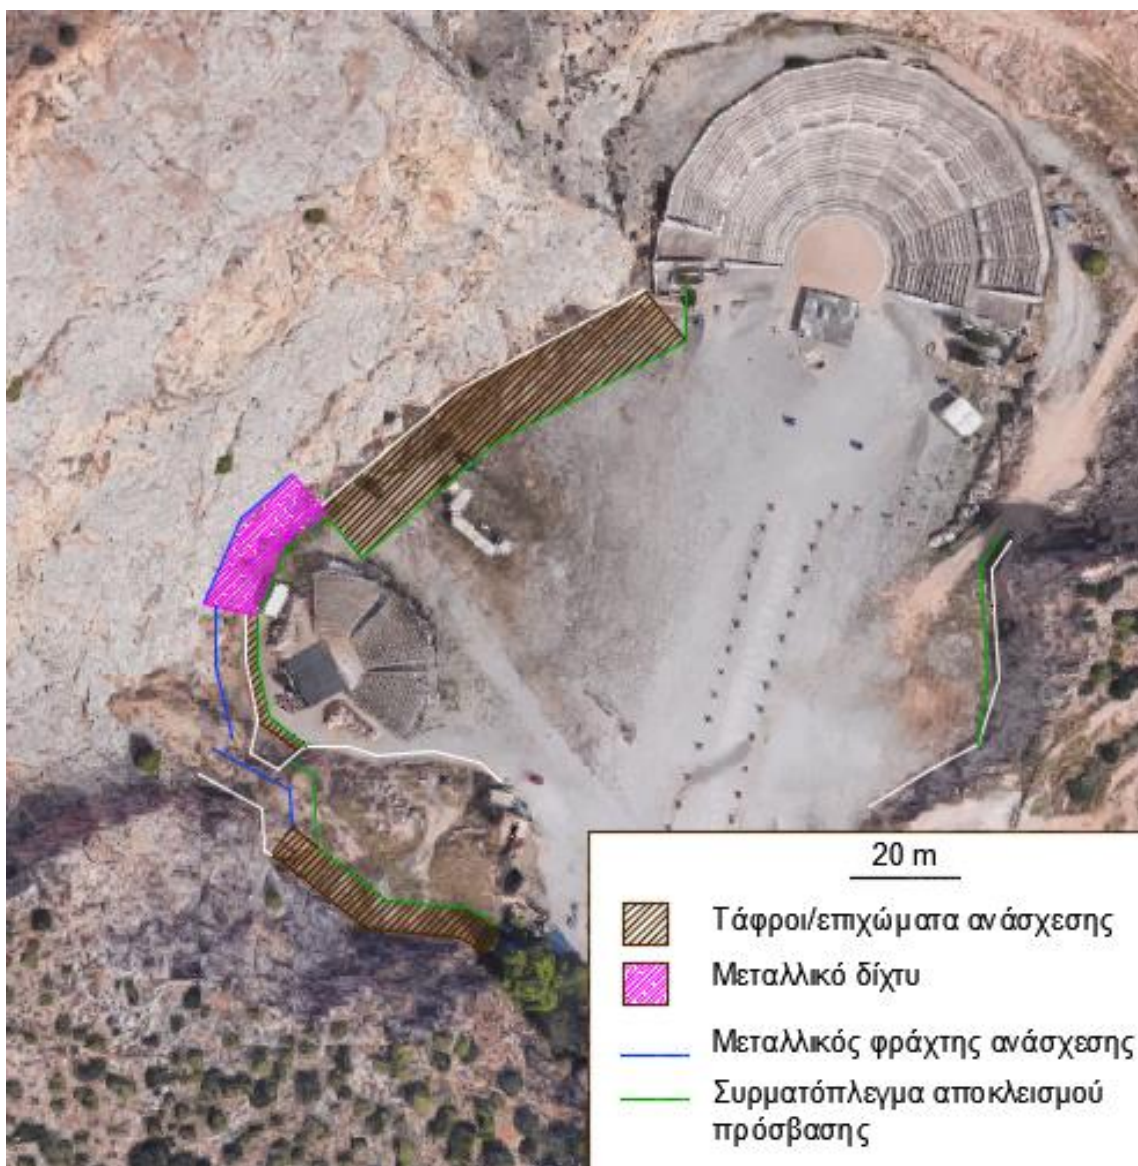 20 m
Τάφροι/επιχώματα ανάσχεσης
Μεταλλικό δίχτυ
Μεταλλικός φράχτης ανάσχεσης
Συρματόπλεγμα αποκλεισμού
πρόσβασης